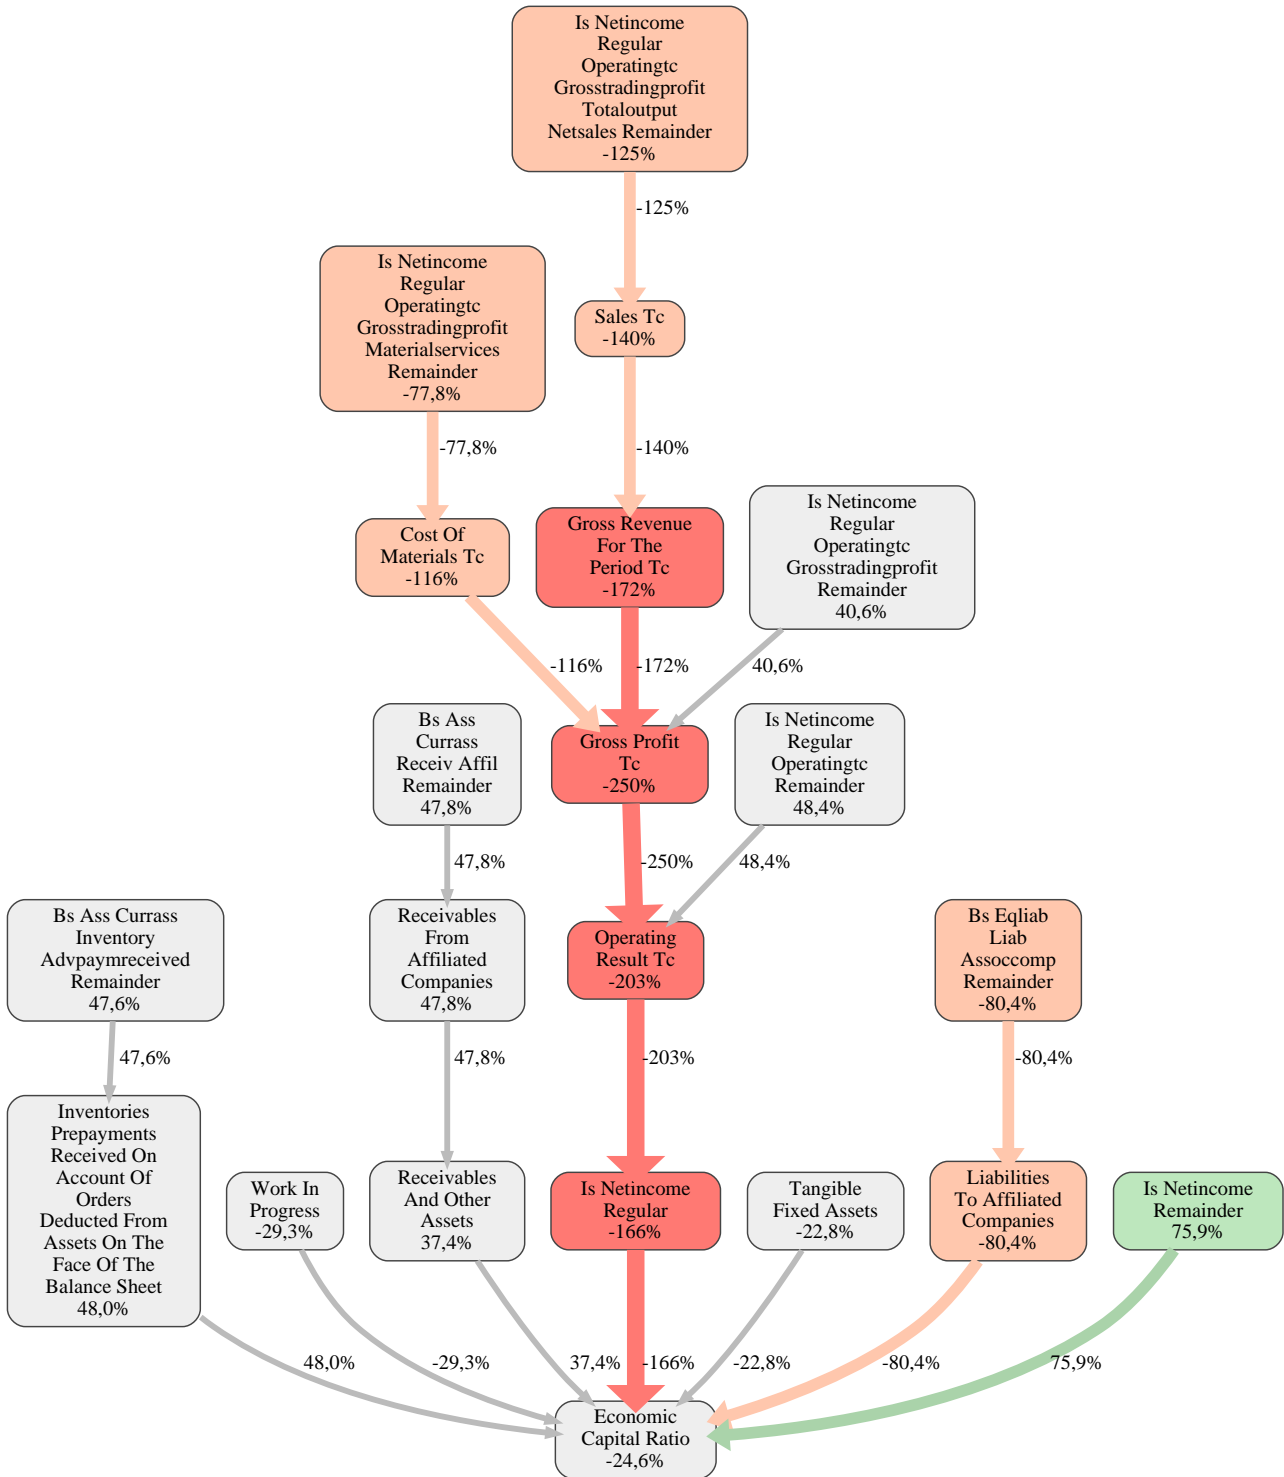 Is Netincome
Regular
Operatingtc
Grosstradingprofit
Totaloutput
Netsales Remainder
-125%
-125%
Is Netincome
Regular
Operatingtc
Grosstradingprofit
Materialservices
Remainder
-77,8%
Sales Tc
-140%
-77,8%
-140%
Is Netincome
Regular
Operatingtc
Grosstradingprofit
Remainder
40,6%
Cost Of
Materials Tc
-116%
Gross Revenue
For The
Period Tc
-172%
-116%
-172%
40,6%
Bs Ass
Currass
Receiv Affil
Remainder
47,8%
Gross Profit
Tc
-250%
Is Netincome
Regular
Operatingtc
Remainder
48,4%
47,8%
-250%
48,4%
Bs Ass Currass
Inventory
Advpaymreceived
Remainder
47,6%
Receivables
From
Affiliated
Companies
47,8%
Operating
Result Tc
-203%
Bs Eqliab
Liab
Assoccomp
Remainder
-80,4%
47,6%
47,8%
-203%
-80,4%
Inventories
Prepayments
Received On
Account Of
Orders
Deducted From
Assets On The
Face Of The
Balance Sheet
48,0%
Work In
Progress
-29,3%
Receivables
And Other
Assets
37,4%
Is Netincome
Regular
-166%
Tangible
Fixed Assets
-22,8%
Liabilities
To Affiliated
Companies
-80,4%
Is Netincome
Remainder
75,9%
48,0%
-29,3%
37,4%
-166%
-22,8%
-80,4%
75,9%
Economic
Capital Ratio
-24,6%